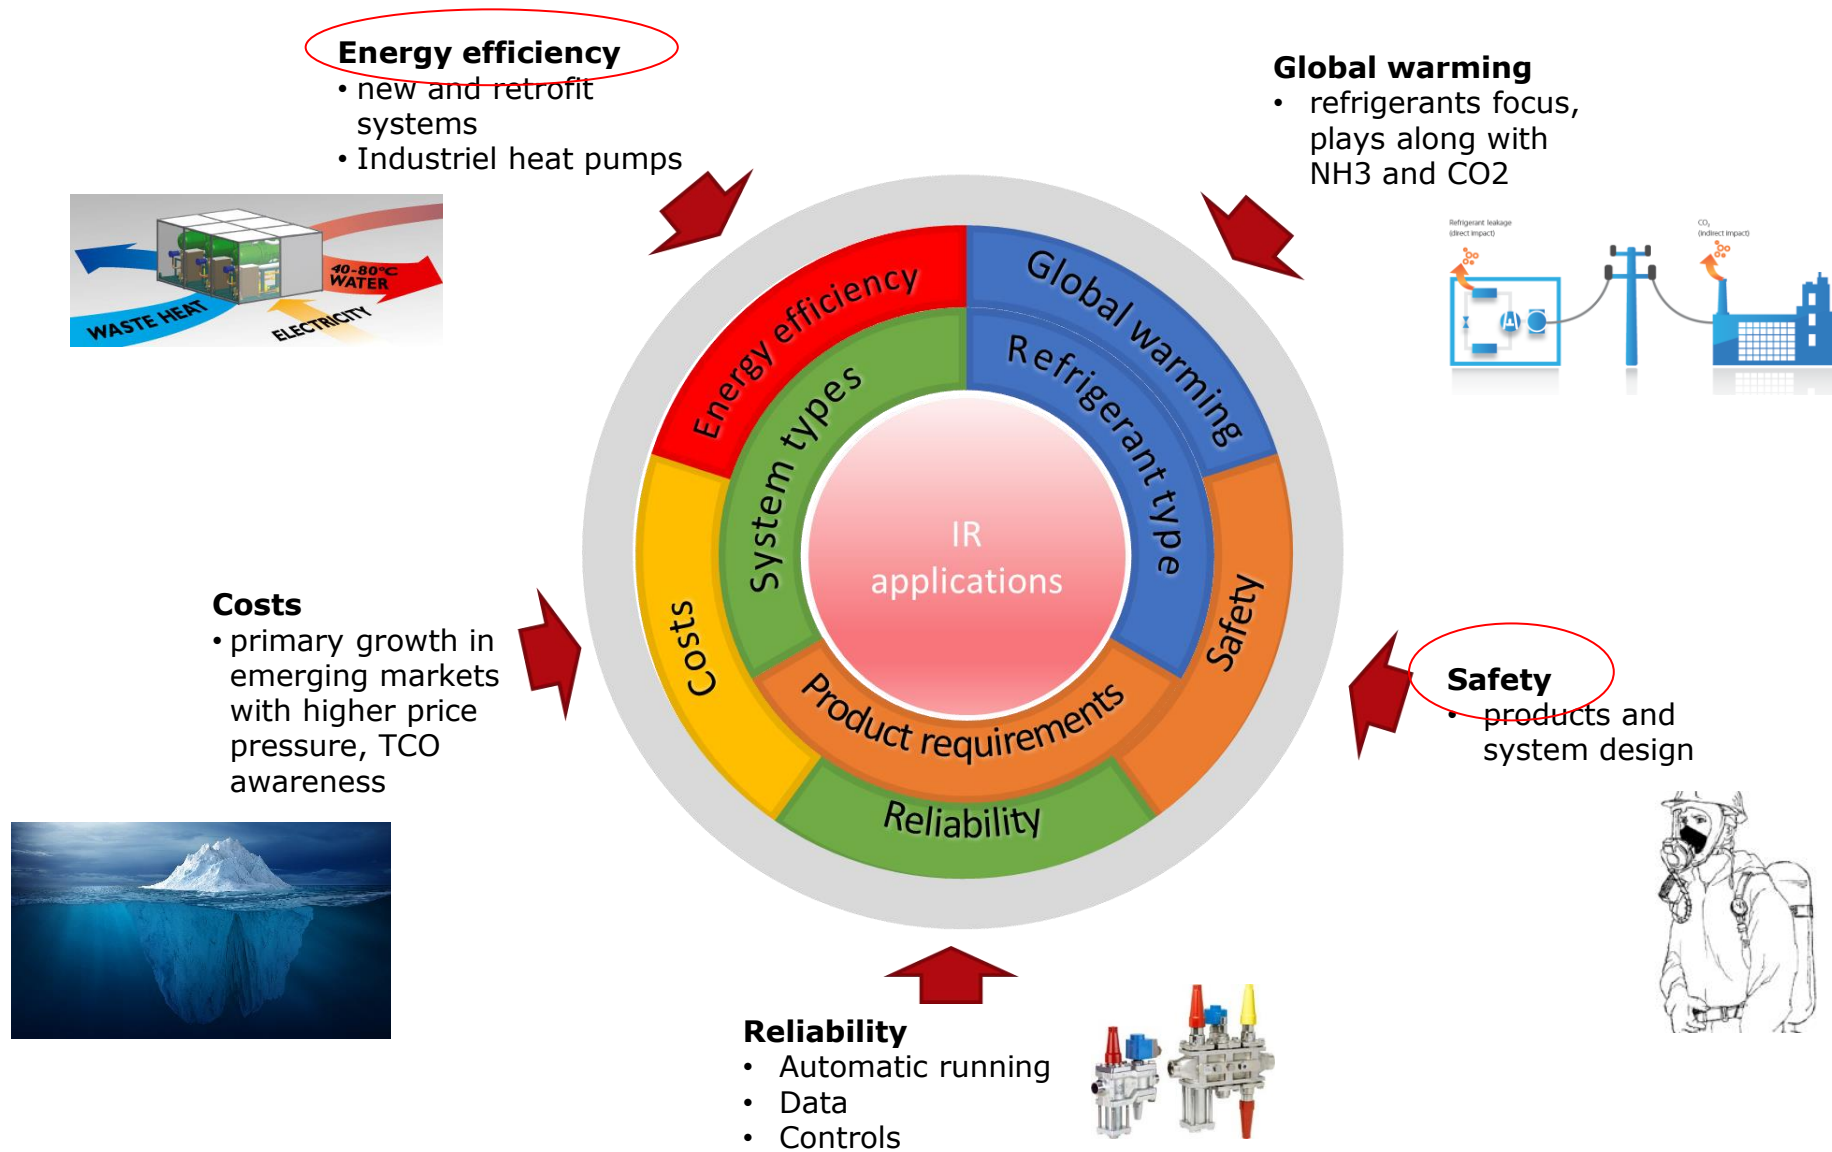 Energy efficiency
• new and retrofit
systems
• Industriel heat pumps
40-80°C
WATER
WASTE HEAT
ELECTRICITY
Global warming
• refrigerants focus,
plays along with
NH3 and CO2
Refrigerant leakage
(direct impact)
CO₂
(indirect impact)
Energy efficiency
Global warming
System types
Refrigerant type
IR
applications
Costs
Safety
Product requirements
Reliability
Costs
• primary growth in
emerging markets
with higher price
pressure, TCO
awareness
Safety
• products and
system design
Reliability
• Automatic running
• Data
• Controls